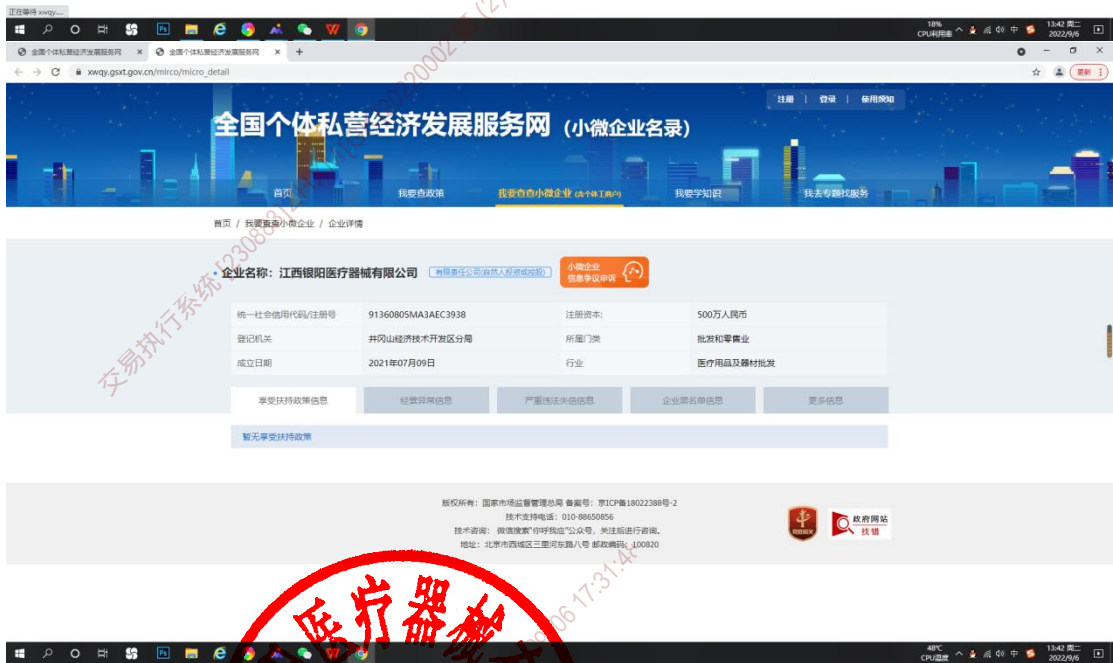 正在等待 xwqy....
18%
CPU利用率
中
13:42 周二
2022/9/6
全国个体私营经济发展服务网
全国个体私营经济发展服务网
xwqy.gsxt.gov.cn/mirco/micro_detail
更新
注册 | 登录 | 使用须知
全国个体私营经济发展服务网 (小微企业名录)
首页
我要查政策
我要查查小微企业 (含个体工商户)
我要学知识
我去专题找服务
首页 / 我要查查小微企业 / 企业详情
企业名称：江西银阳医疗器械有限公司
有限责任公司(自然人投资或控股)
小微企业
信息争议申诉
统一社会信用代码/注册号 91360805MA3AEC3938 注册资本： 500万人民币
登记机关 井冈山经济技术开发区分局 所属门类 批发和零售业
成立日期 2021年07月09日 行业 医疗用品及器材批发
享受扶持政策信息 经营异常信息 严重违法失信信息 企业黑名单信息 更多信息
暂无享受扶持政策
版权所有：国家市场监督管理总局 备案号：京ICP备18022388号-2
技术支持电话：010-88650856
技术咨询： 微信搜索"你呼我应"公众号，关注后进行咨询。
地址：北京市西城区三里河东路八号 邮政编码：100820
党政机关
政府网站
找错
交易执行系统
17:31:48
医疗器械
48℃
CPU温度
中
13:42 周二
2022/9/6